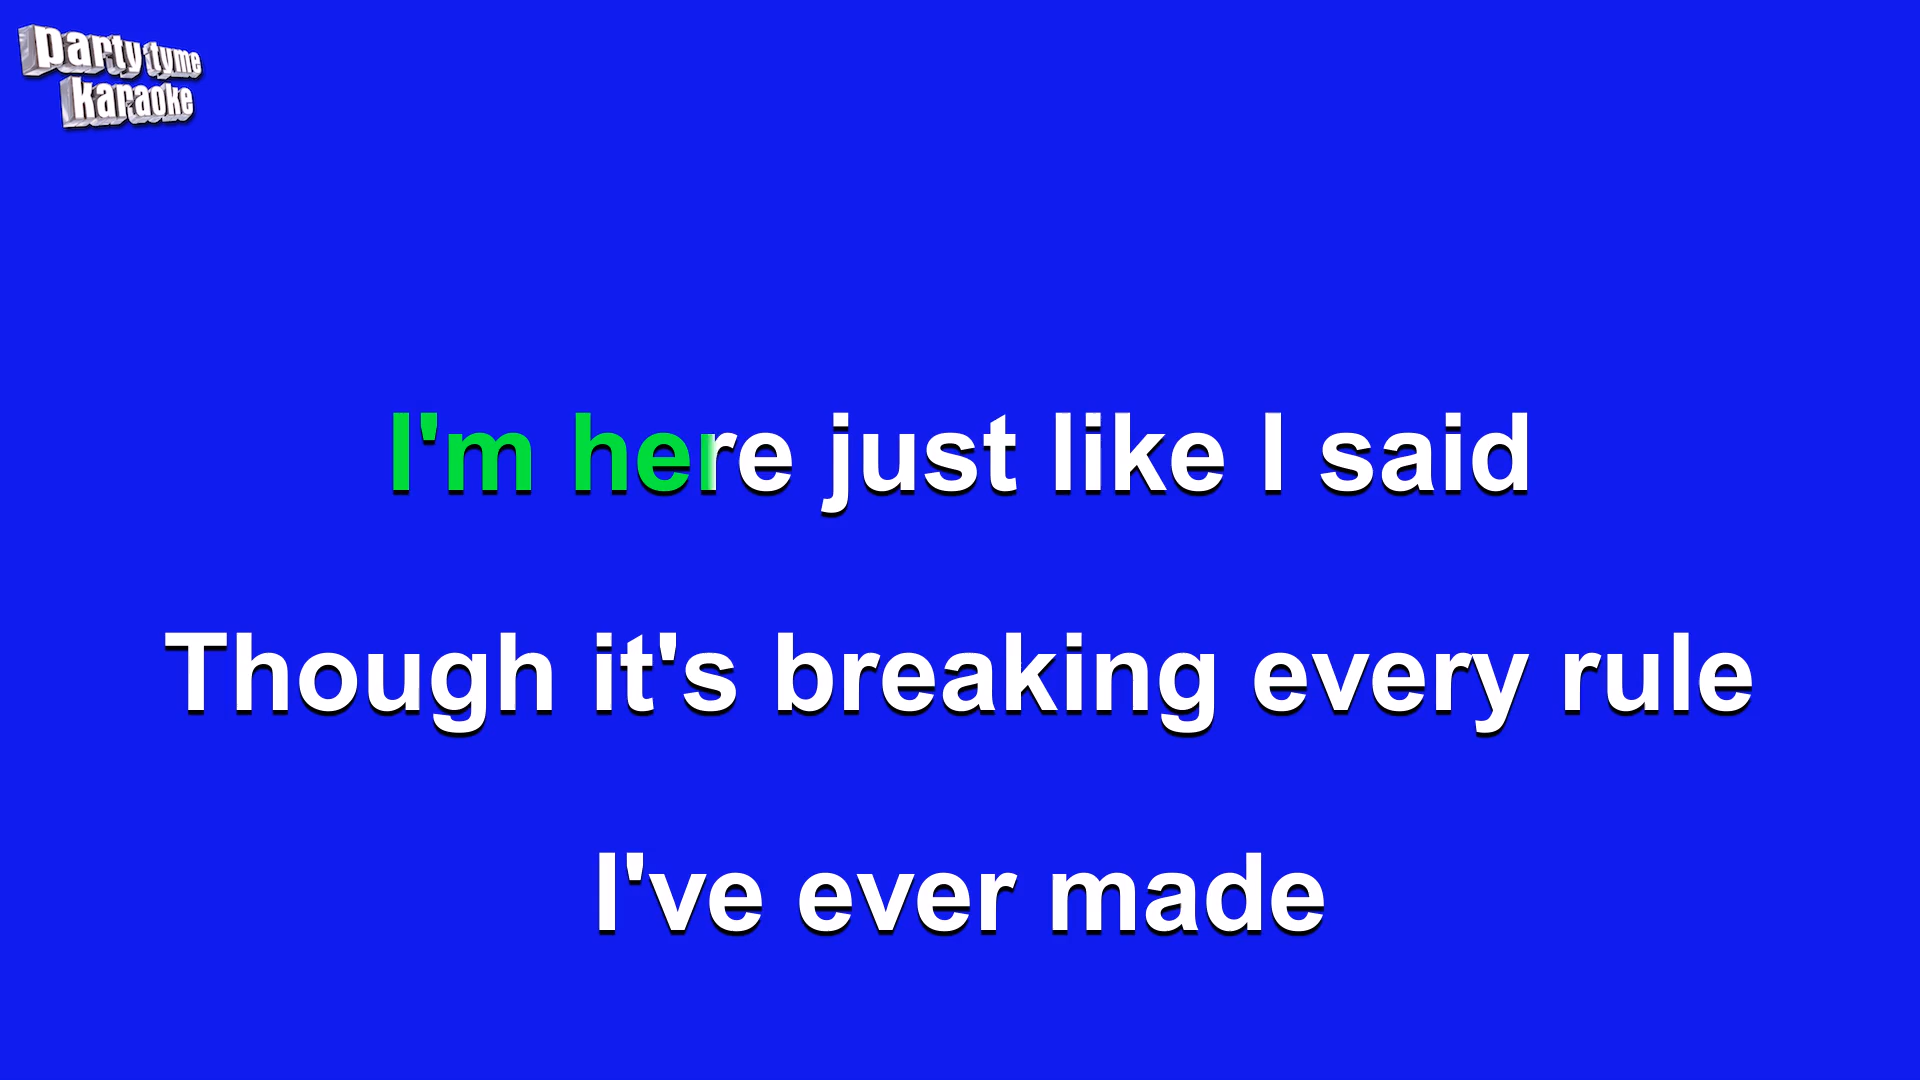 party tyme
karaoke
I'm here just like I said
Though it's breaking every rule
I've ever made